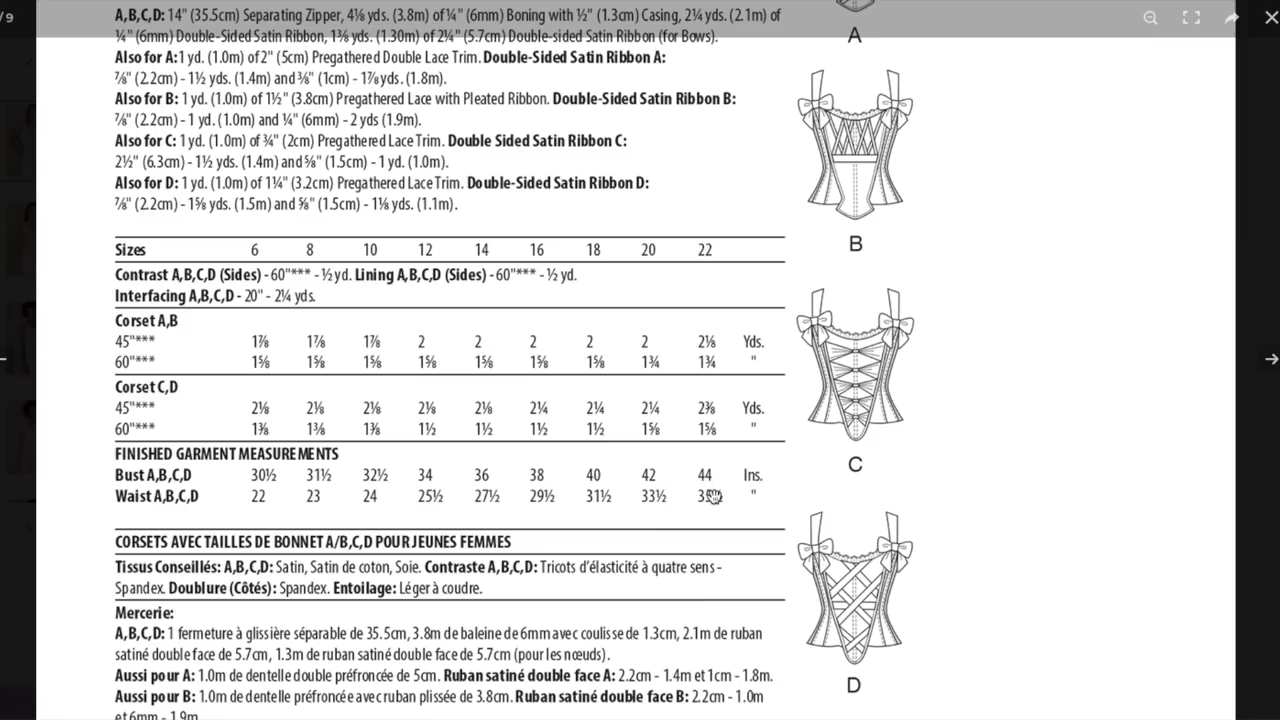 /9
A,B,C,D: 14" (35.5cm) Separating Zipper, 4⅛ yds. (3.8m) of ¼" (6mm) Boning with ½" (1.3cm) Casing, 2¼ yds. (2.1m) of
¼" (6mm) Double-Sided Satin Ribbon, 1⅜ yds. (1.30m) of 2¼" (5.7cm) Double-sided Satin Ribbon (for Bows).
Also for A: 1 yd. (1.0m) of 2" (5cm) Pregathered Double Lace Trim. Double-Sided Satin Ribbon A:
⅞" (2.2cm) - 1½ yds. (1.4m) and ⅜" (1cm) - 1⅞ yds. (1.8m).
Also for B: 1 yd. (1.0m) of 1½" (3.8cm) Pregathered Lace with Pleated Ribbon. Double-Sided Satin Ribbon B:
⅞" (2.2cm) - 1 yd. (1.0m) and ¼" (6mm) - 2 yds (1.9m).
Also for C: 1 yd. (1.0m) of ¾" (2cm) Pregathered Lace Trim. Double Sided Satin Ribbon C:
2½" (6.3cm) - 1½ yds. (1.4m) and ⅝" (1.5cm) - 1 yd. (1.0m).
Also for D: 1 yd. (1.0m) of 1¼" (3.2cm) Pregathered Lace Trim. Double-Sided Satin Ribbon D:
⅞" (2.2cm) - 1⅝ yds. (1.5m) and ⅝" (1.5cm) - 1⅛ yds. (1.1m).
Sizes 6 8 10 12 14 16 18 20 22
Contrast A,B,C,D (Sides) - 60"*** - ½ yd. Lining A,B,C,D (Sides) - 60"*** - ½ yd.
Interfacing A,B,C,D - 20" - 2¼ yds.
Corset A,B
45"*** 1⅞ 1⅞ 1⅞ 2 2 2 2 2 2⅛ Yds.
60"*** 1⅝ 1⅝ 1⅝ 1⅝ 1⅝ 1⅝ 1⅝ 1¾ 1¾ "
Corset C,D
45"*** 2⅛ 2⅛ 2⅛ 2⅛ 2⅛ 2¼ 2¼ 2¼ 2⅜ Yds.
60"*** 1⅜ 1⅜ 1⅜ 1½ 1½ 1½ 1½ 1⅝ 1⅝ "
FINISHED GARMENT MEASUREMENTS
Bust A,B,C,D 30½ 31½ 32½ 34 36 38 40 42 44 Ins.
Waist A,B,C,D 22 23 24 25½ 27½ 29½ 31½ 33½ "
CORSETS AVEC TAILLES DE BONNET A/B,C,D POUR JEUNES FEMMES
Tissus Conseillés: A,B,C,D: Satin, Satin de coton, Soie. Contraste A,B,C,D: Tricots d'élasticité à quatre sens -
Spandex. Doublure (Côtés): Spandex. Entoilage: Léger à coudre.
Mercerie:
A,B,C,D: 1 fermeture à glissière séparable de 35.5cm, 3.8m de baleine de 6mm avec coulisse de 1.3cm, 2.1m de ruban
satiné double face de 5.7cm, 1.3m de ruban satiné double face de 5.7cm (pour les nœuds).
Aussi pour A: 1.0m de dentelle double préfroncée de 5cm. Ruban satiné double face A: 2.2cm - 1.4m et 1cm - 1.8m.
Aussi pour B: 1.0m de dentelle préfroncée avec ruban plissée de 3.8cm. Ruban satiné double face B: 2.2cm - 1.0m
et 6mm - 1.9m.
A
B
C
D